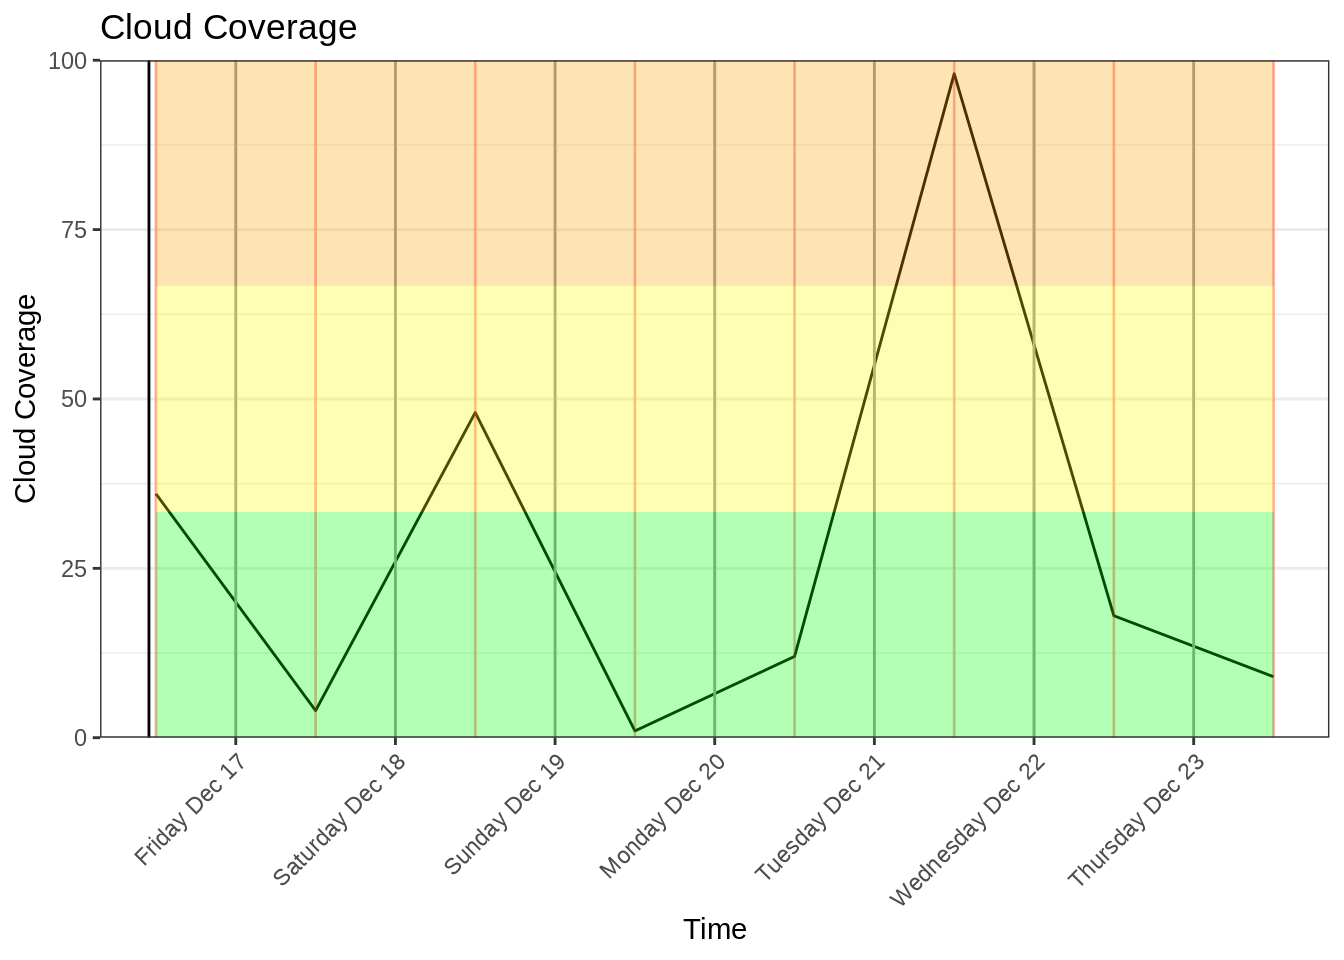 Cloud Coverage
100
75
50
25
0
Cloud Coverage
Friday Dec 17
Saturday Dec 18
Sunday Dec 19
Monday Dec 20
Tuesday Dec 21
Wednesday Dec 22
Thursday Dec 23
Time